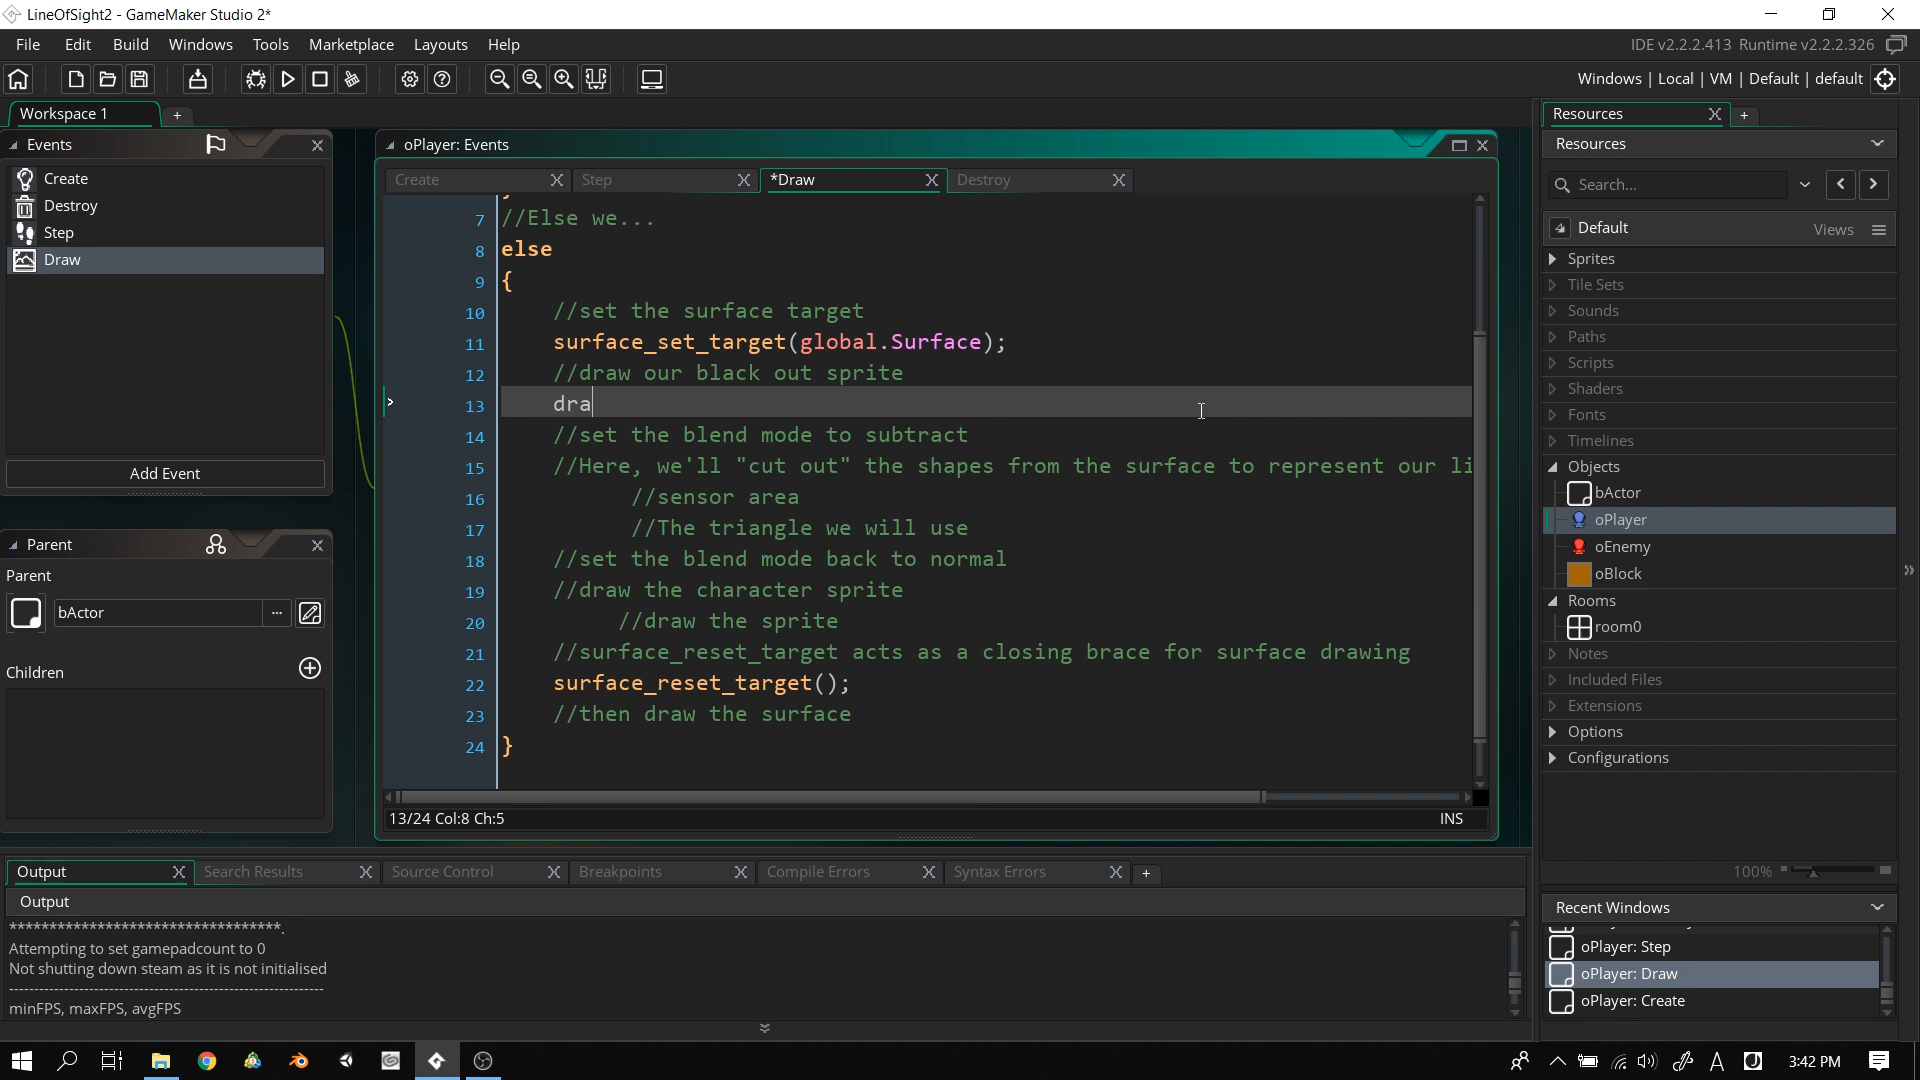 LineOfSight2 - GameMaker Studio 2*
File Edit Build Windows Tools Marketplace Layouts Help
IDE v2.2.2.413 Runtime v2.2.2.326
Windows | Local | VM | Default | default
Workspace 1
+
Events
Create
Destroy
Step
Draw
Add Event
Parent
Parent
bActor
...
Children
oPlayer: Events
Create
Step
*Draw
Destroy
7 //Else we...
8 else
9 {
10 //set the surface target
11 surface_set_target(global.Surface);
12 //draw our black out sprite
13 dra
14 //set the blend mode to subtract
15 //Here, we'll "cut out" the shapes from the surface to represent our li
16 //sensor area
17 //The triangle we will use
18 //set the blend mode back to normal
19 //draw the character sprite
20 //draw the sprite
21 //surface_reset_target acts as a closing brace for surface drawing
22 surface_reset_target();
23 //then draw the surface
24 }
13/24 Col:8 Ch:5
INS
Resources
+
Resources
Search...
Default
Views
Sprites
Tile Sets
Sounds
Paths
Scripts
Shaders
Fonts
Timelines
Objects
bActor
oPlayer
oEnemy
oBlock
Rooms
room0
Notes
Included Files
Extensions
Options
Configurations
100%
Recent Windows
oPlayer: Step
oPlayer: Draw
oPlayer: Create
Output
Search Results
Source Control
Breakpoints
Compile Errors
Syntax Errors
+
Output
***********************************.
Attempting to set gamepadcount to 0
Not shutting down steam as it is not initialised
---------------------------------------------------------------
minFPS, maxFPS, avgFPS
3:42 PM